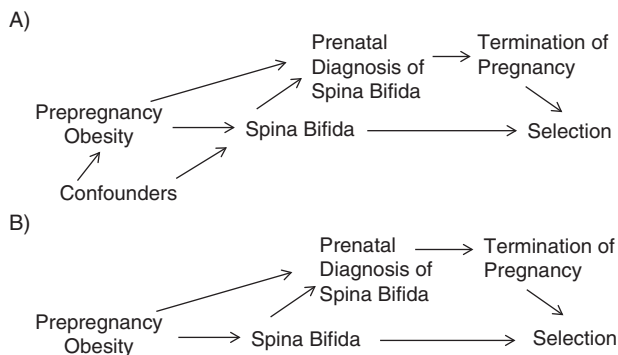 A)
Prenatal
Diagnosis of
Spina Bifida
Termination of
Pregnancy
Prepregnancy
Obesity
Spina Bifida
Selection
Confounders
B)
Prenatal
Diagnosis of
Spina Bifida
Termination of
Pregnancy
Prepregnancy
Obesity
Spina Bifida
Selection